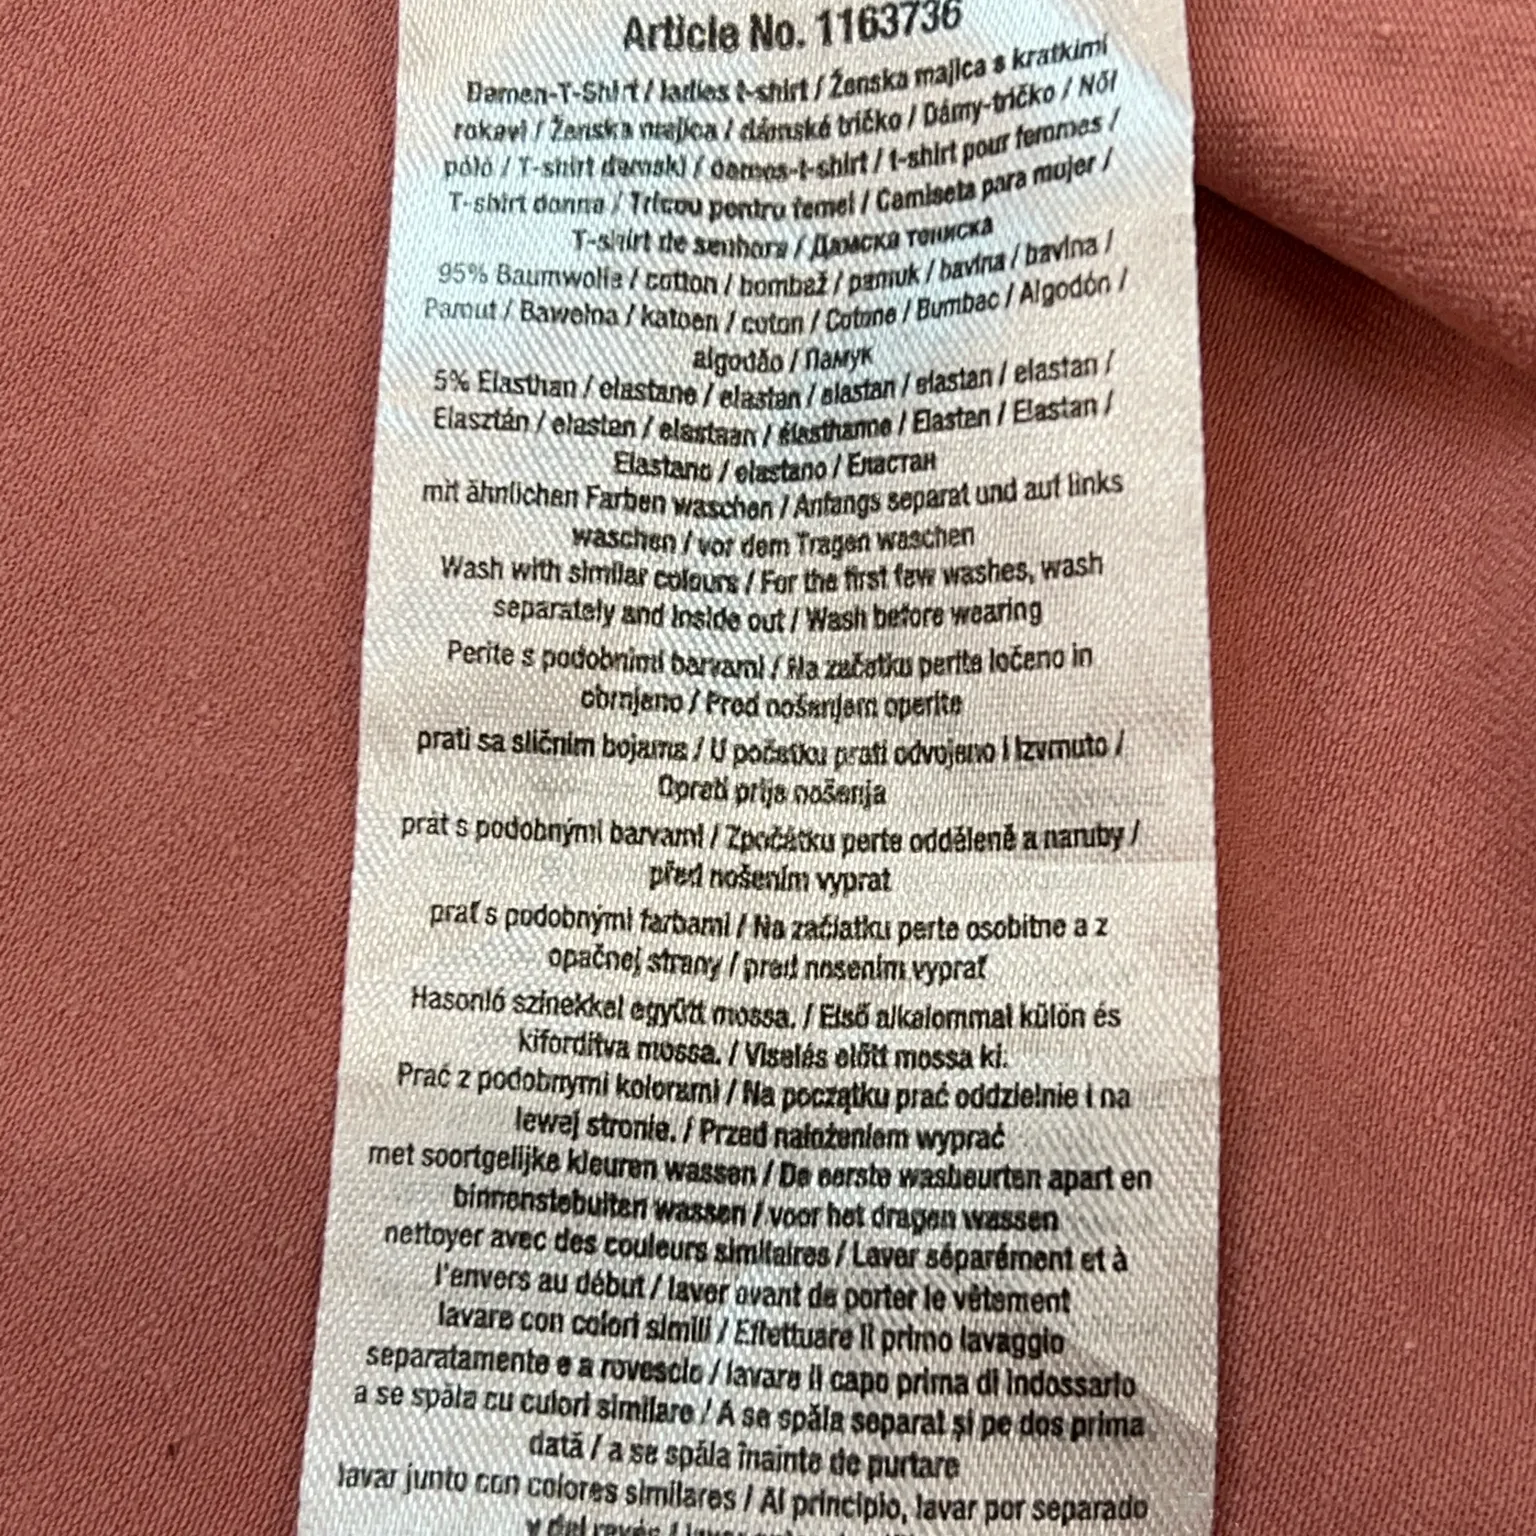 Article No. 1163736
Damen-T-Shirt / ladies t-shirt / Ženska majica s kratkimi
rokavi / Ženska majica / dámské tričko / Dámy-tričko / Női
póló / T-shirt damski / dames-t-shirt / t-shirt pour femmes /
T-shirt donna / Tricou pentru femei / Camiseta para mujer /
T-shirt de senhora / Дамска тениска
95% Baumwolle / cotton / bombaž / pamuk / bavlna / bavlna /
Pamut / Bawełna / katoen / coton / Cotone / Bumbac / Algodón /
algodão / Памук
5% Elasthan / elastane / elastan / elastan / elastan / elastan /
Elasztán / elastan / elastaan / élasthanne / Elasten / Elastan /
Elastano / elastano / Еластан
mit ähnlichen Farben waschen / Anfangs separat und auf links
waschen / vor dem Tragen waschen
Wash with similar colours / For the first few washes, wash
separately and inside out / Wash before wearing
Perite s podobnimi barvami / Na začetku perite ločeno in
obrnjeno / Pred nošenjem operite
prati sa sličnim bojama / U početku prati odvojeno i izvrnuto /
Oprati prije nošenja
prát s podobnými barvami / Zpočátku perte odděleně a naruby /
před nošením vyprat
prať s podobnými farbami / Na začiatku perte osobitne a z
opačnej strany / pred nosením vyprať
Hasonló színekkel együtt mossa. / Első alkalommal külön és
kifordítva mossa. / Viselés előtt mossa ki.
Prać z podobnymi kolorami / Na początku prać oddzielnie i na
lewej stronie. / Przed nałożeniem wyprać
met soortgelijke kleuren wassen / De eerste wasbeurten apart en
binnenstebuiten wassen / voor het dragen wassen
nettoyer avec des couleurs similaires / Laver séparément et à
l'envers au début / laver avant de porter le vêtement
lavare con colori simili / Effettuare il primo lavaggio
separatamente e a rovescio / lavare il capo prima di indossarlo
a se spăla cu culori similare / A se spăla separat și pe dos prima
dată / a se spăla înainte de purtare
lavar junto con colores similares / Al principio, lavar por separado
y del revés / lavar